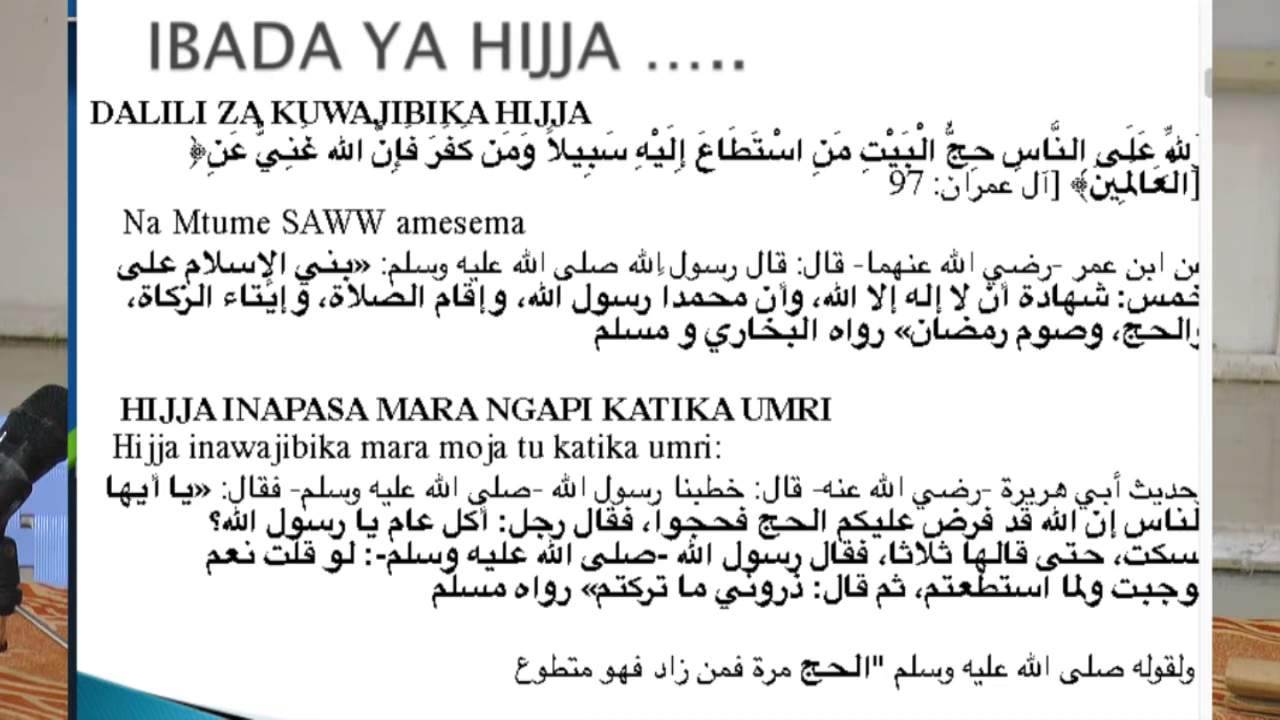 IBADA YA HIJJA .....
DALILI ZA KUWAJIBIKA HIJJA
لِلَّهِ عَلَى النَّاسِ حِجُّ الْبَيْتِ مَنِ اسْتَطَاعَ إِلَيْهِ سَبِيلاً وَمَن كَفَرَ فَإِنَّ الله غَنِيٌّ عَنِ﴿
[العَالَمِينَ﴾ [آل عمران: 97
Na Mtume SAWW amesema
ابن عمر -رضي الله عنهما- قال: قال رسول الله صلى الله عليه وسلم: «بني الإسلام على
خمس: شهادة أن لا إله إلا الله، وأن محمدا رسول الله، وإقام الصلاة، وإيتاء الزكاة،
والحج، وصوم رمضان» رواه البخاري و مسلم
HIJJA INAPASA MARA NGAPI KATIKA UMRI
Hijja inawajibika mara moja tu katika umri:
حديث أبي هريرة -رضي الله عنه- قال: خطبنا رسول الله -صلى الله عليه وسلم- فقال: «يا أيها
لناس إن الله قد فرض عليكم الحج فحجوا، فقال رجل: أكل عام يا رسول الله؟
سكت، حتى قالها ثلاثا، فقال رسول الله -صلى الله عليه وسلم-: لو قلت نعم
وجبت ولما استطعتم، ثم قال: ذروني ما تركتم» رواه مسلم
ولقوله صلى الله عليه وسلم "الحج مرة فمن زاد فهو متطوع